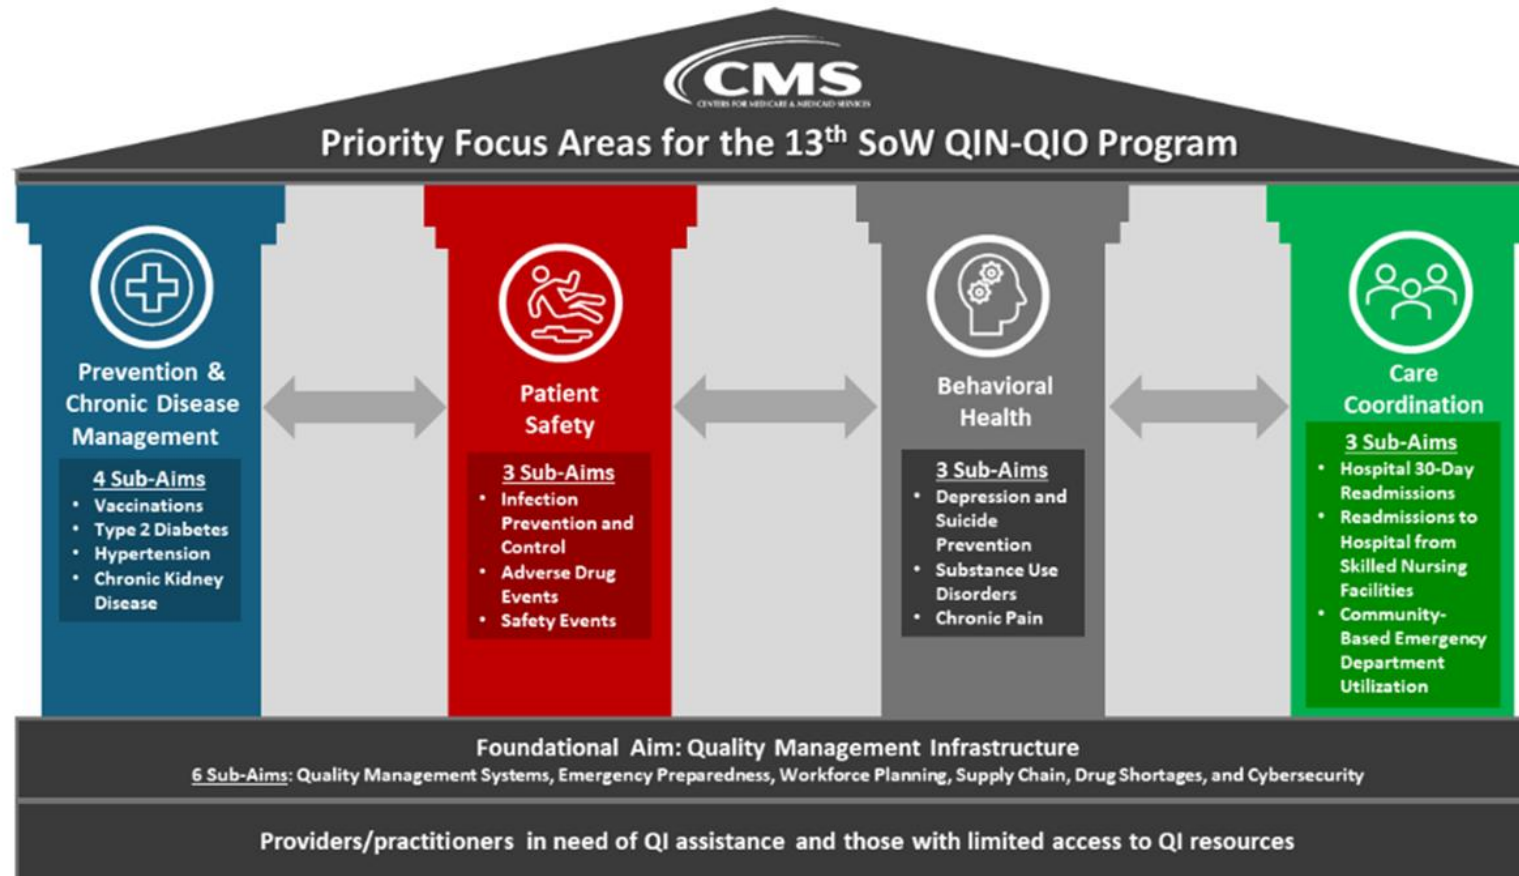 CMS
CENTERS FOR MEDICARE & MEDICAID SERVICES
Priority Focus Areas for the 13th SoW QIN-QIO Program
Prevention &
Chronic Disease
Management
4 Sub-Aims
• Vaccinations
• Type 2 Diabetes
• Hypertension
• Chronic Kidney
Disease
Patient
Safety
3 Sub-Aims
• Infection
Prevention and
Control
• Adverse Drug
Events
• Safety Events
Behavioral
Health
3 Sub-Aims
• Depression and
Suicide
Prevention
• Substance Use
Disorders
• Chronic Pain
Care
Coordination
3 Sub-Aims
• Hospital 30-Day
Readmissions
• Readmissions to
Hospital from
Skilled Nursing
Facilities
• Community-
Based Emergency
Department
Utilization
Foundational Aim: Quality Management Infrastructure
6 Sub-Aims: Quality Management Systems, Emergency Preparedness, Workforce Planning, Supply Chain, Drug Shortages, and Cybersecurity
Providers/practitioners in need of QI assistance and those with limited access to QI resources